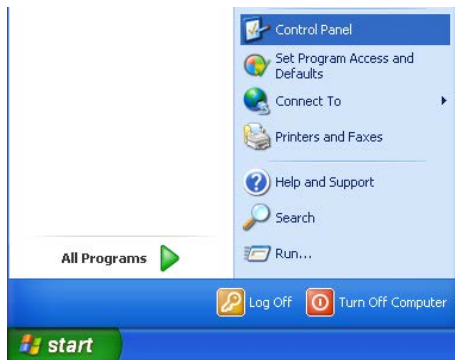 Control Panel
Set Program Access and
Defaults
Connect To
Printers and Faxes
Help and Support
Search
All Programs
Run...
Log Off
Turn Off Computer
start